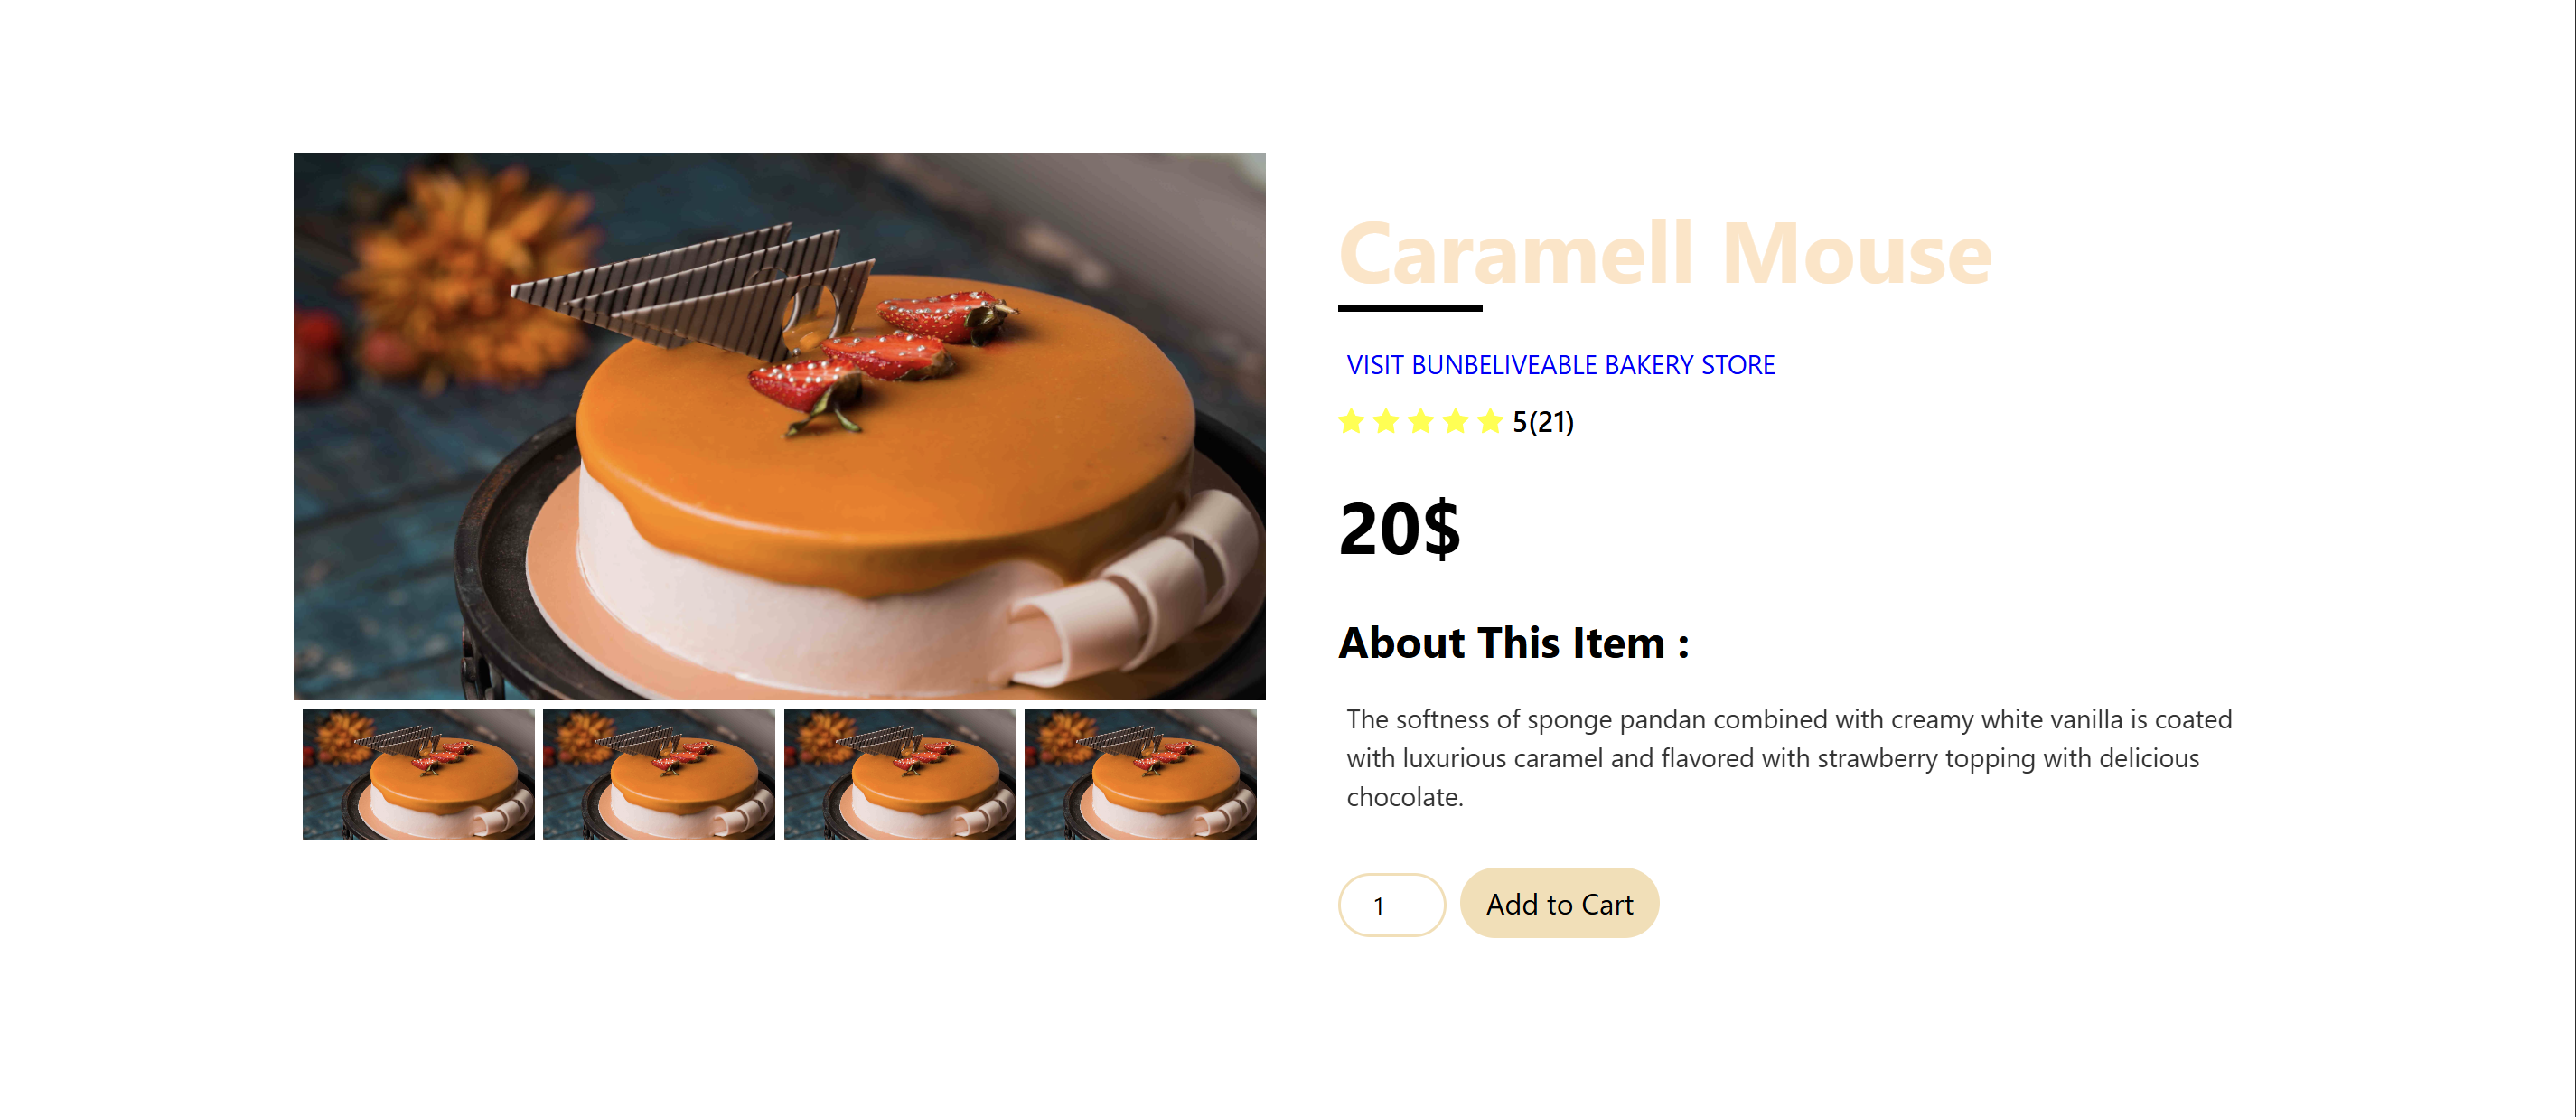 Caramell Mouse
VISIT BUNBELIVEABLE BAKERY STORE
5(21)
20$
About This Item :
The softness of sponge pandan combined with creamy white vanilla is coated
with luxurious caramel and flavored with strawberry topping with delicious
chocolate.
1
Add to Cart